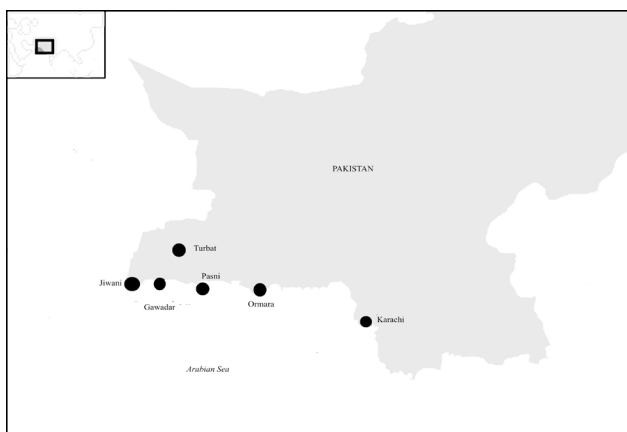 PAKISTAN
Turbat
Jiwani
Pasni
Gawadar
Ormara
Karachi
Arabian Sea